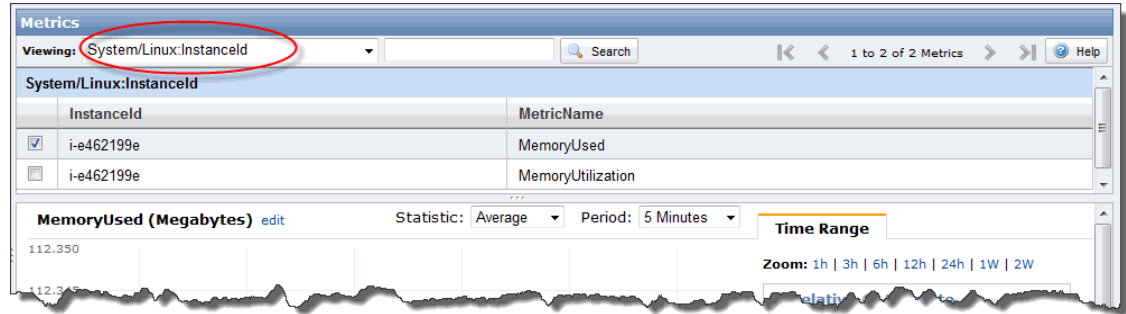 Metrics
Viewing: System/Linux:InstanceId Search 1 to 2 of 2 Metrics Help
System/Linux:InstanceId
InstanceId MetricName
i-e462199e MemoryUsed
i-e462199e MemoryUtilization
MemoryUsed (Megabytes) edit Statistic: Average Period: 5 Minutes Time Range
112.350
Zoom: 1h | 3h | 6h | 12h | 24h | 1W | 2W